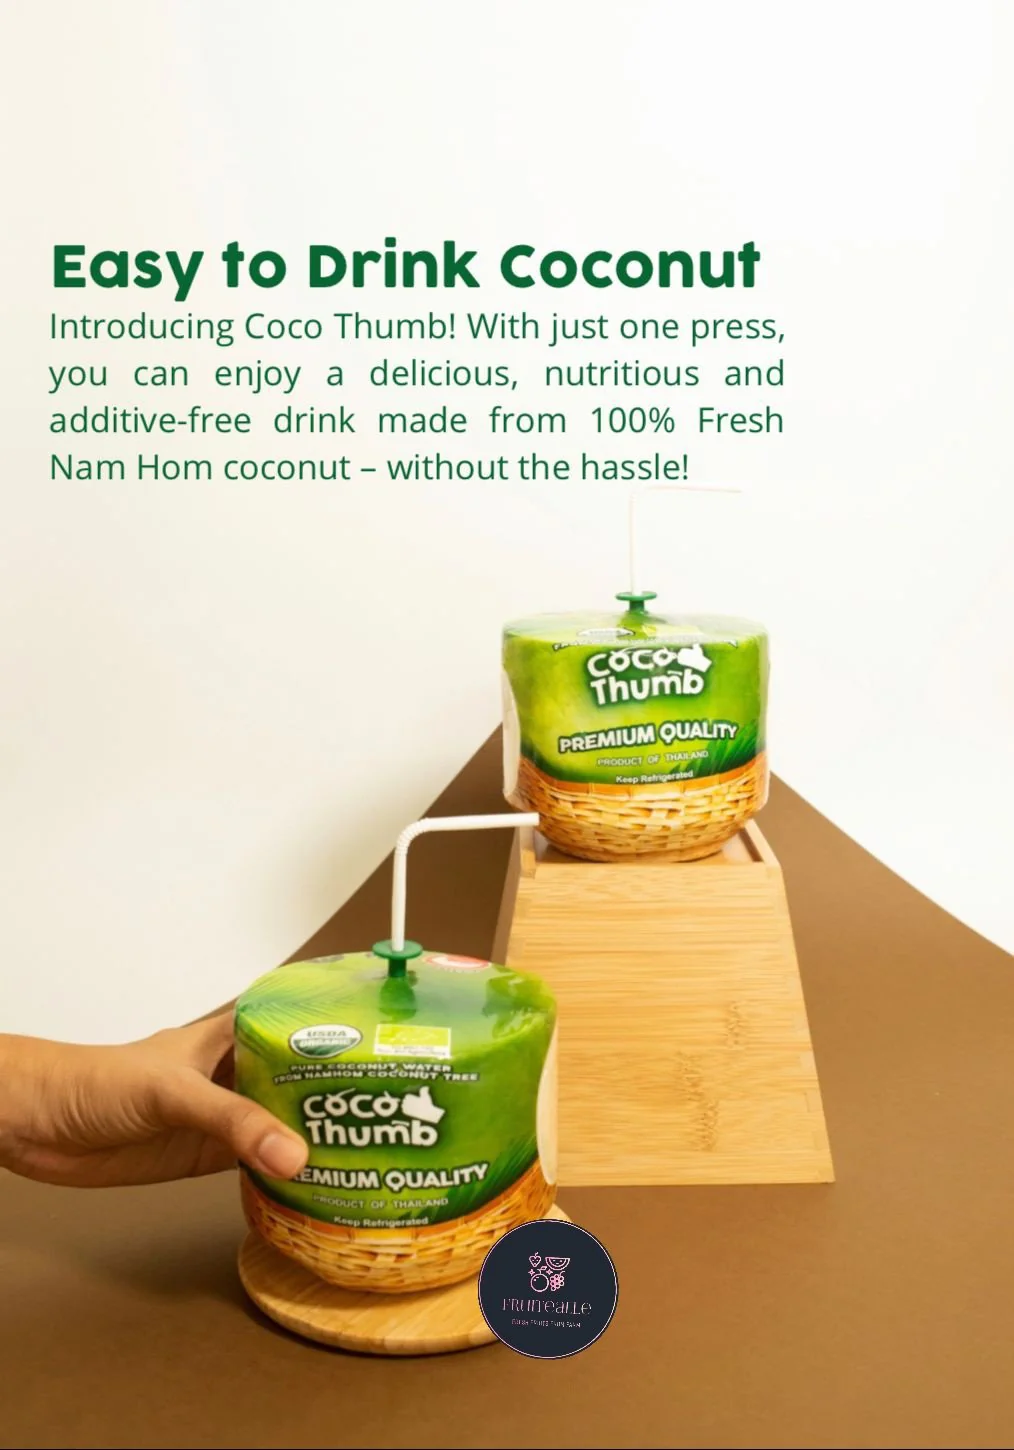 Easy to Drink Coconut
Introducing Coco Thumb! With just one press,
you can enjoy a delicious, nutritious and
additive-free drink made from 100% Fresh
Nam Hom coconut – without the hassle!
COCO
Thumb
PREMIUM QUALITY
PRODUCT OF THAILAND
Keep Refrigerated
USDA
ORGANIC
PURE COCONUT WATER
FROM NAMHOM COCONUT TREE
COCO
Thumb
EMIUM QUALITY
PRODUCT OF THAILAND
Keep Refrigerated
FRUITEALLE